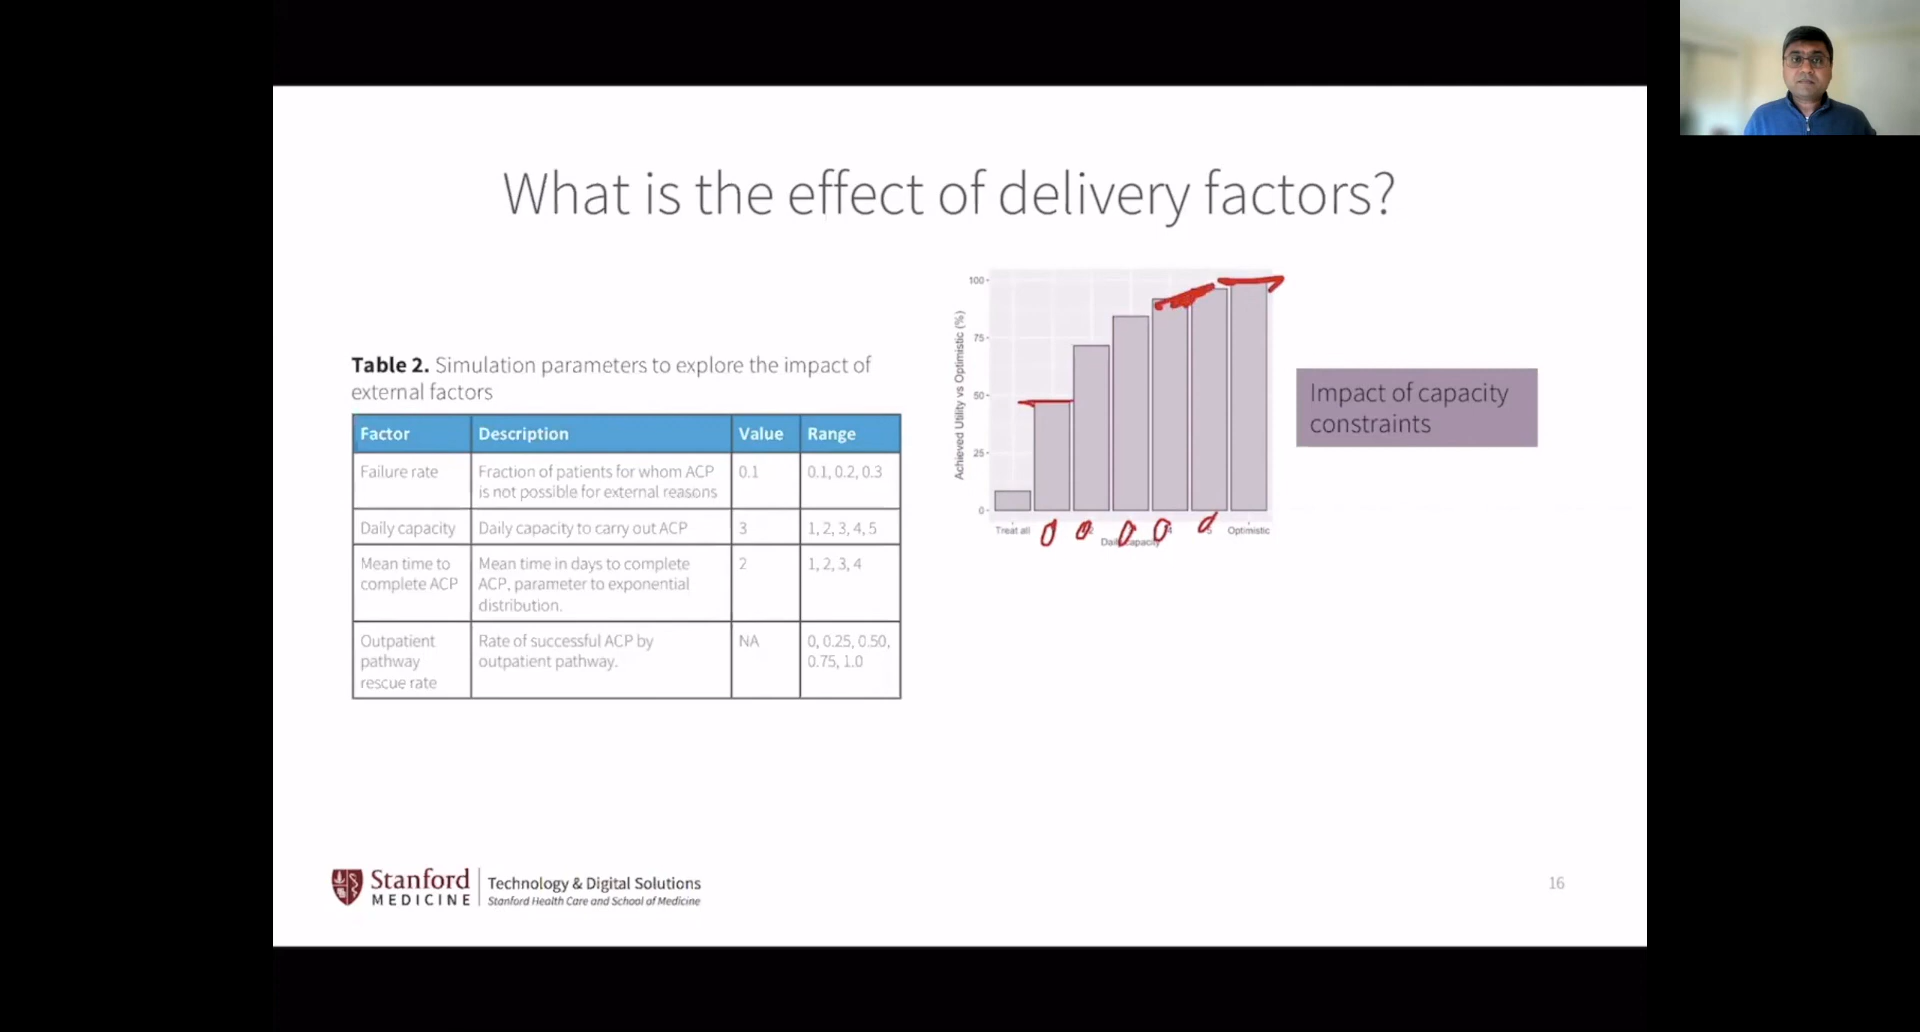 What is the effect of delivery factors?
Table 2. Simulation parameters to explore the impact of
external factors
Factor Description Value Range
Failure rate Fraction of patients for whom ACP is not possible for external reasons 0.1 0.1, 0.2, 0.3
Daily capacity Daily capacity to carry out ACP 3 1, 2, 3, 4, 5
Mean time to complete ACP Mean time in days to complete ACP, parameter to exponential distribution. 2 1, 2, 3, 4
Outpatient pathway rescue rate Rate of successful ACP by outpatient pathway. NA 0, 0.25, 0.50, 0.75, 1.0
Achieved Utility vs Optimistic (%)
100
75
50
25
0
Treat all Optimistic
Impact of capacity
constraints
Stanford
MEDICINE
Technology & Digital Solutions
Stanford Health Care and School of Medicine
16